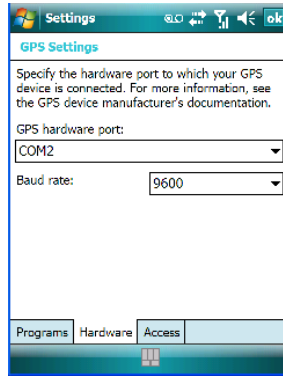 Settings
ok
GPS Settings
Specify the hardware port to which your GPS
device is connected. For more information, see
the GPS device manufacturer's documentation.
GPS hardware port:
COM2
Baud rate:
9600
Programs Hardware Access